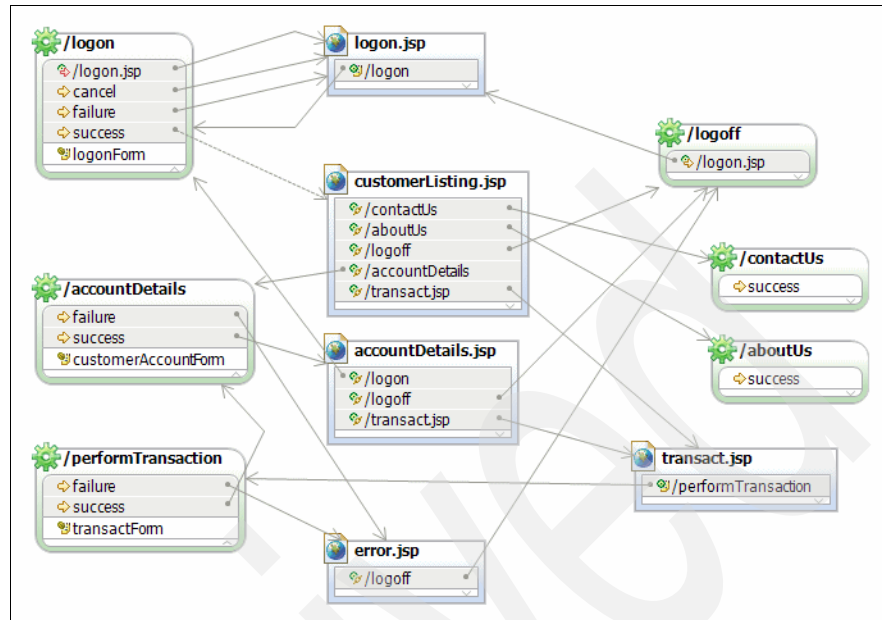 /logon
/logon.jsp
cancel
failure
success
logonForm
logon.jsp
/logon
/logoff
/logon.jsp
customerListing.jsp
/contactUs
/aboutUs
/logoff
/accountDetails
/transact.jsp
/contactUs
success
/accountDetails
failure
success
customerAccountForm
accountDetails.jsp
/logon
/logoff
/transact.jsp
/aboutUs
success
/performTransaction
failure
success
transactForm
transact.jsp
/performTransaction
error.jsp
/logoff